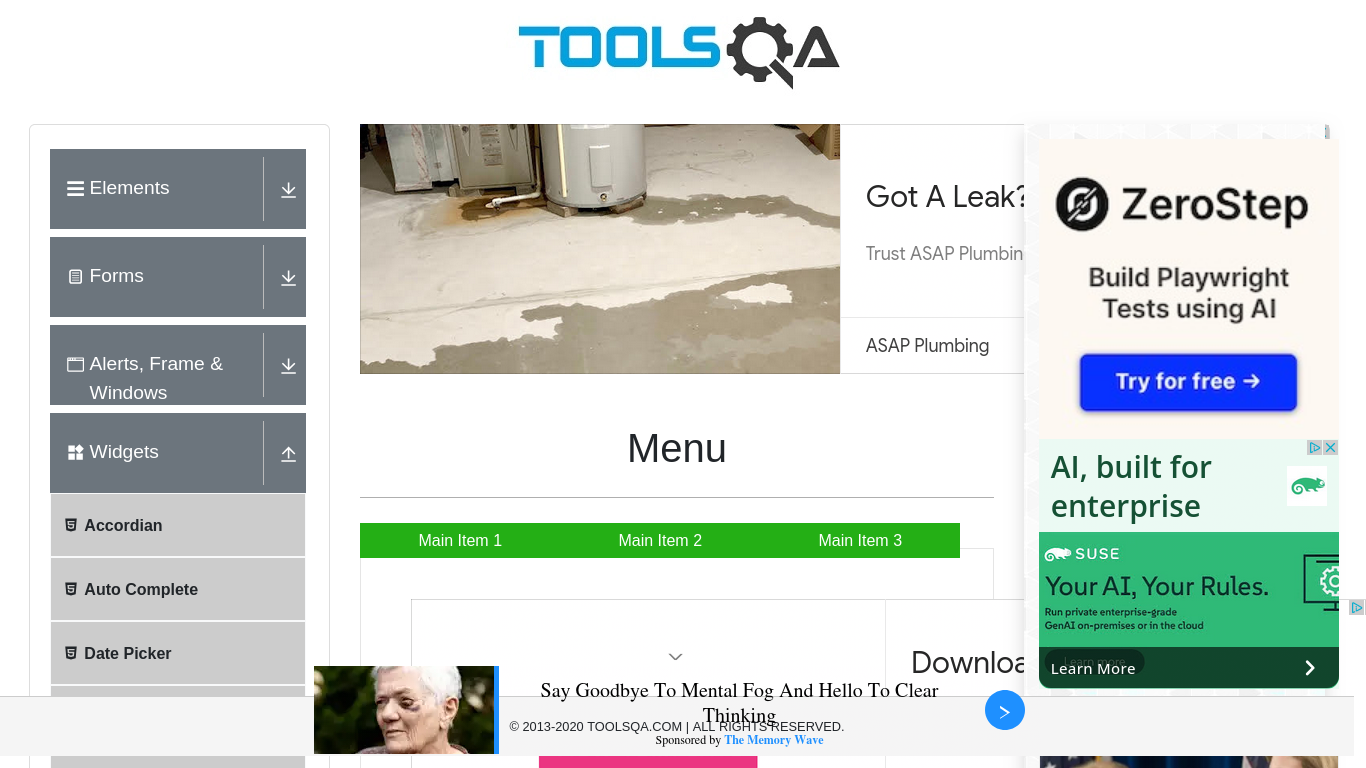 TOOLSQA
Elements
Forms
Alerts, Frame &
Windows
Widgets
Accordian
Auto Complete
Date Picker
Got A Leak?
Trust ASAP Plumbin
ASAP Plumbing
Menu
Main Item 1
Main Item 2
Main Item 3
Downloa
ZeroStep
Build Playwright
Tests using AI
Try for free →
AI, built for
enterprise
SUSE
Your AI, Your Rules.
Run private enterprise-grade
GenAI on-premises or in the cloud
Learn more
Learn More
Say Goodbye To Mental Fog And Hello To Clear
Thinking
© 2013-2020 TOOLSQA.COM | ALL RIGHTS RESERVED.
Sponsored by The Memory Wave